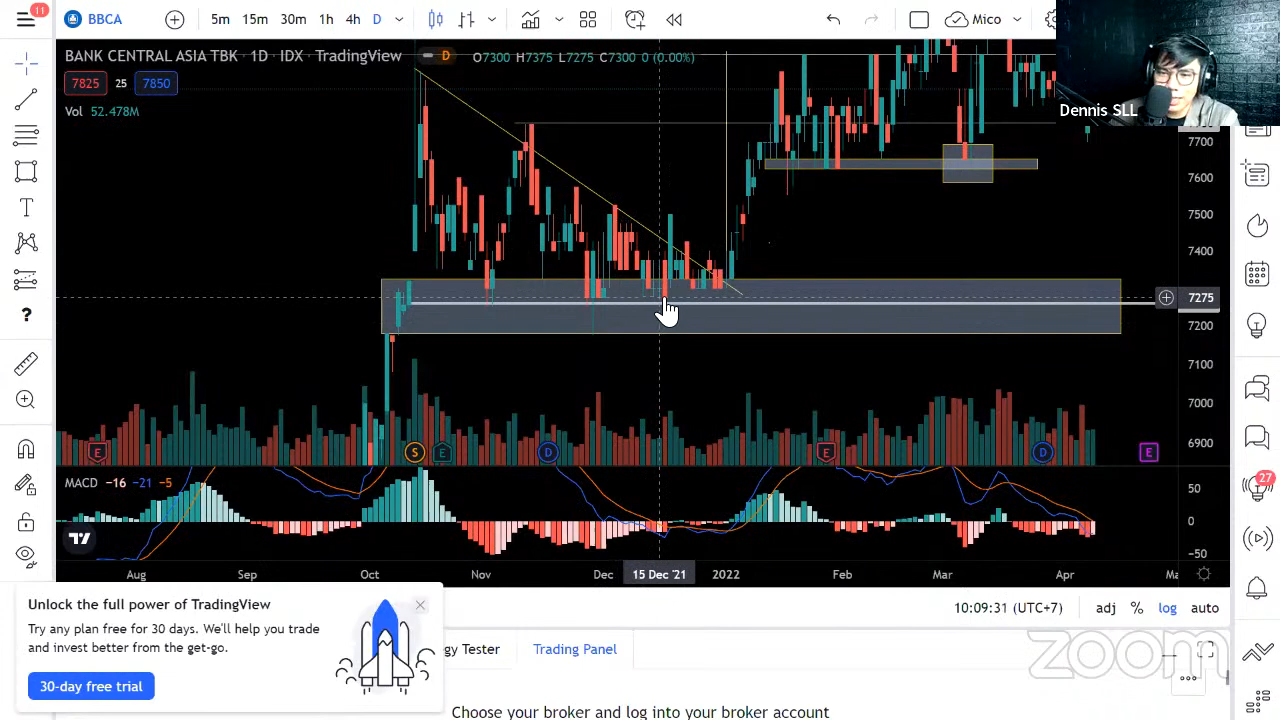 11
BBCA
5m 15m 30m 1h 4h D
Mico
BANK CENTRAL ASIA TBK · 1D · IDX · TradingView
D
O7300 H7375 L7275 C7300 0 (0.00%)
7825 25 7850
Vol 52.478M
Dennis SLL
7700
7600
7500
7400
7275
7200
7100
7000
6900
E S E D E D E
MACD −16 −21 −5
50
0
−50
Aug Sep Oct Nov Dec 15 Dec '21 2022 Feb Mar Apr Ma
27
Unlock the full power of TradingView
Try any plan free for 30 days. We'll help you trade
and invest better from the get-go.
30-day free trial
10:09:31 (UTC+7) adj % log auto
gy Tester Trading Panel
zoom
Choose your broker and log into your broker account